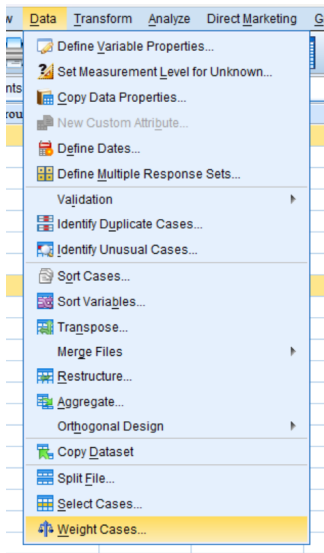 w Data Transform Analyze Direct Marketing G
Define Variable Properties...
Set Measurement Level for Unknown...
nts
Copy Data Properties...
rou
New Custom Attribute...
Define Dates...
Define Multiple Response Sets...
Validation
Identify Duplicate Cases...
Identify Unusual Cases...
Sort Cases...
Sort Variables...
Transpose...
Merge Files
Restructure...
Aggregate...
Orthogonal Design
Copy Dataset
Split File...
Select Cases...
Weight Cases...